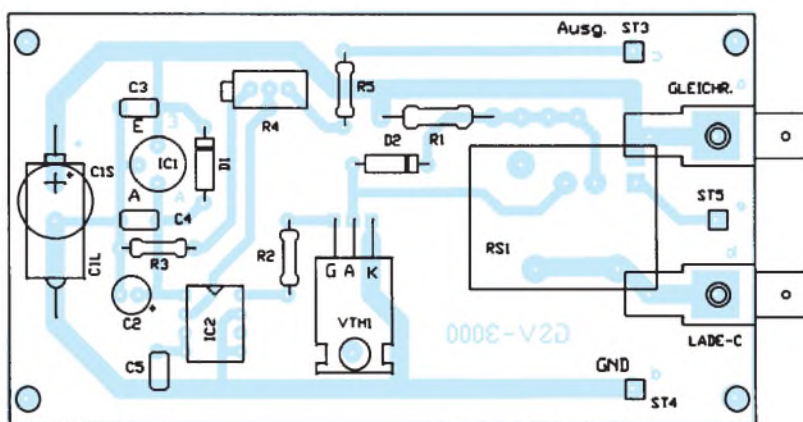 Ausg. ST3
GLEICHR.
C3
E
R5
R4
R1
D2
IC1
D1
C1S
+
+
A
C4
ST5
R3
R2
RS1
C1L
G A K
C2
+
IC2
VTH1
GSV-3000
LADE-C
C5
GND
ST4